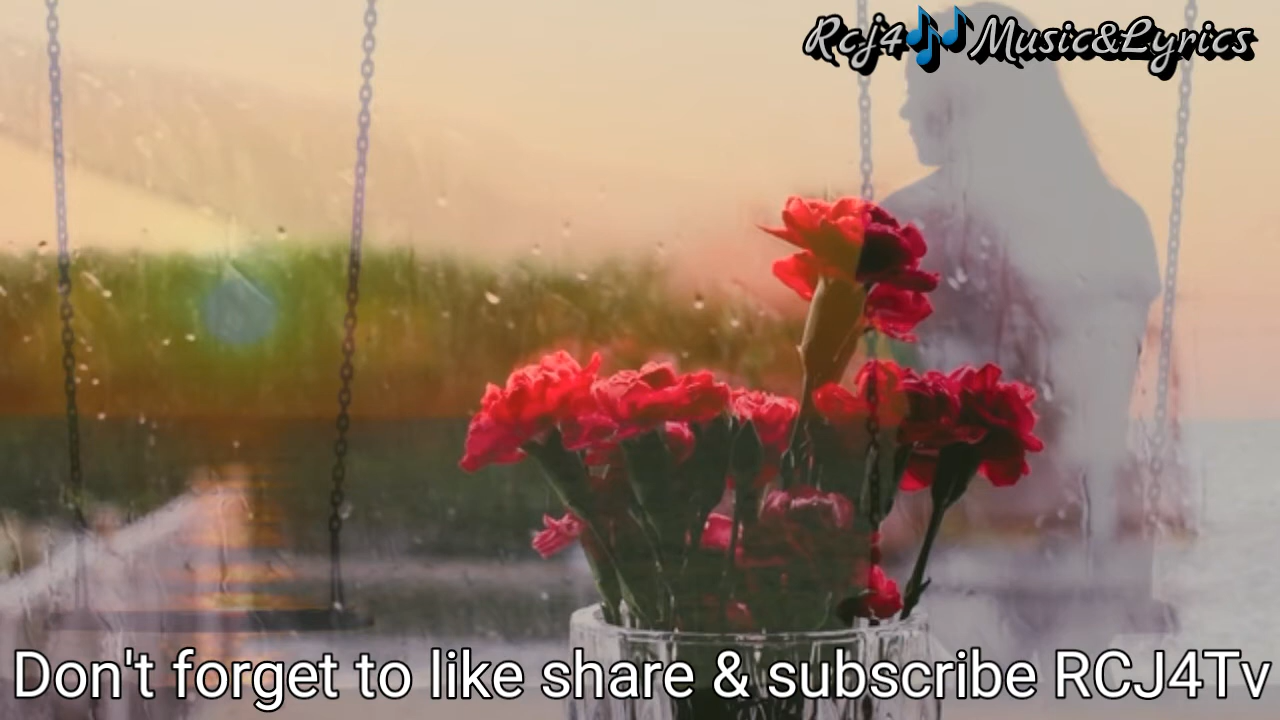 Rcj4🎶Music&Lyrics
Don't forget to like share & subscribe RCJ4Tv